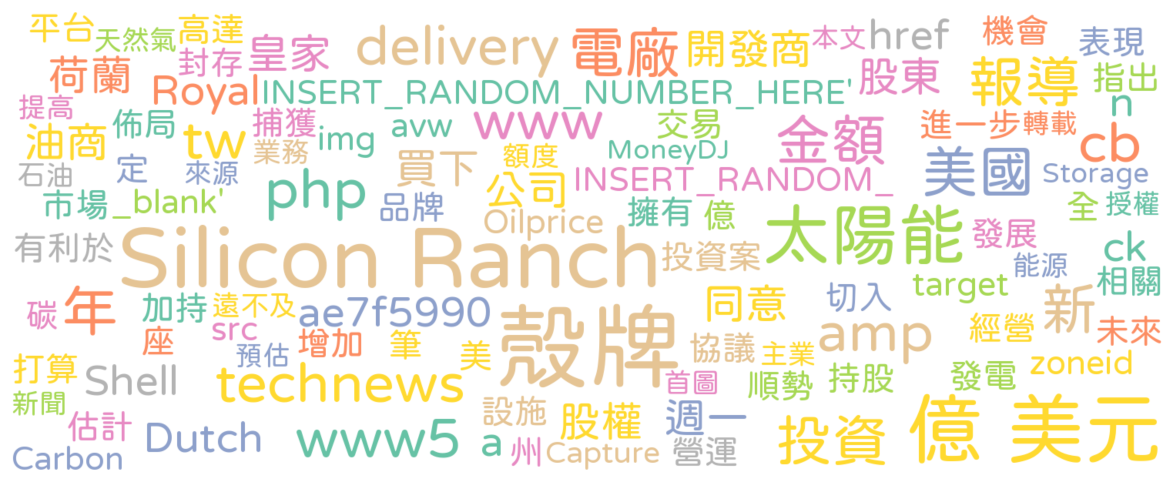 平台 天然氣 高達 皇家 delivery 電廠 開發商 本文 href 機會 表現
荷蘭 封存 Royal INSERT_RANDOM_NUMBER_HERE' 股東 報導 指出
提高 佈局 捕獲 img avw www 交易 金額 進一步 轉載 n
油商 tw 業務 買下 額度 MoneyDJ 美國 cb
石油 定 來源 php 公司 INSERT_RANDOM_ Storage
市場 _blank' 品牌 Oilprice 擁有 億 太陽能 全 授權
有利於 Silicon Ranch 投資案 發展 能源 ck
碳 年 加持 遠不及 ae7f5990 殼牌 同意 切入 target 相關
座 src 預估 增加 筆 美 協議 主業 amp 經營 新 未來
打算 Shell technews 首圖 順勢 持股 發電 zoneid
新聞 估計 Dutch www5 a 設施 股權 週一 投資 億 美元
Carbon 州 Capture 營運